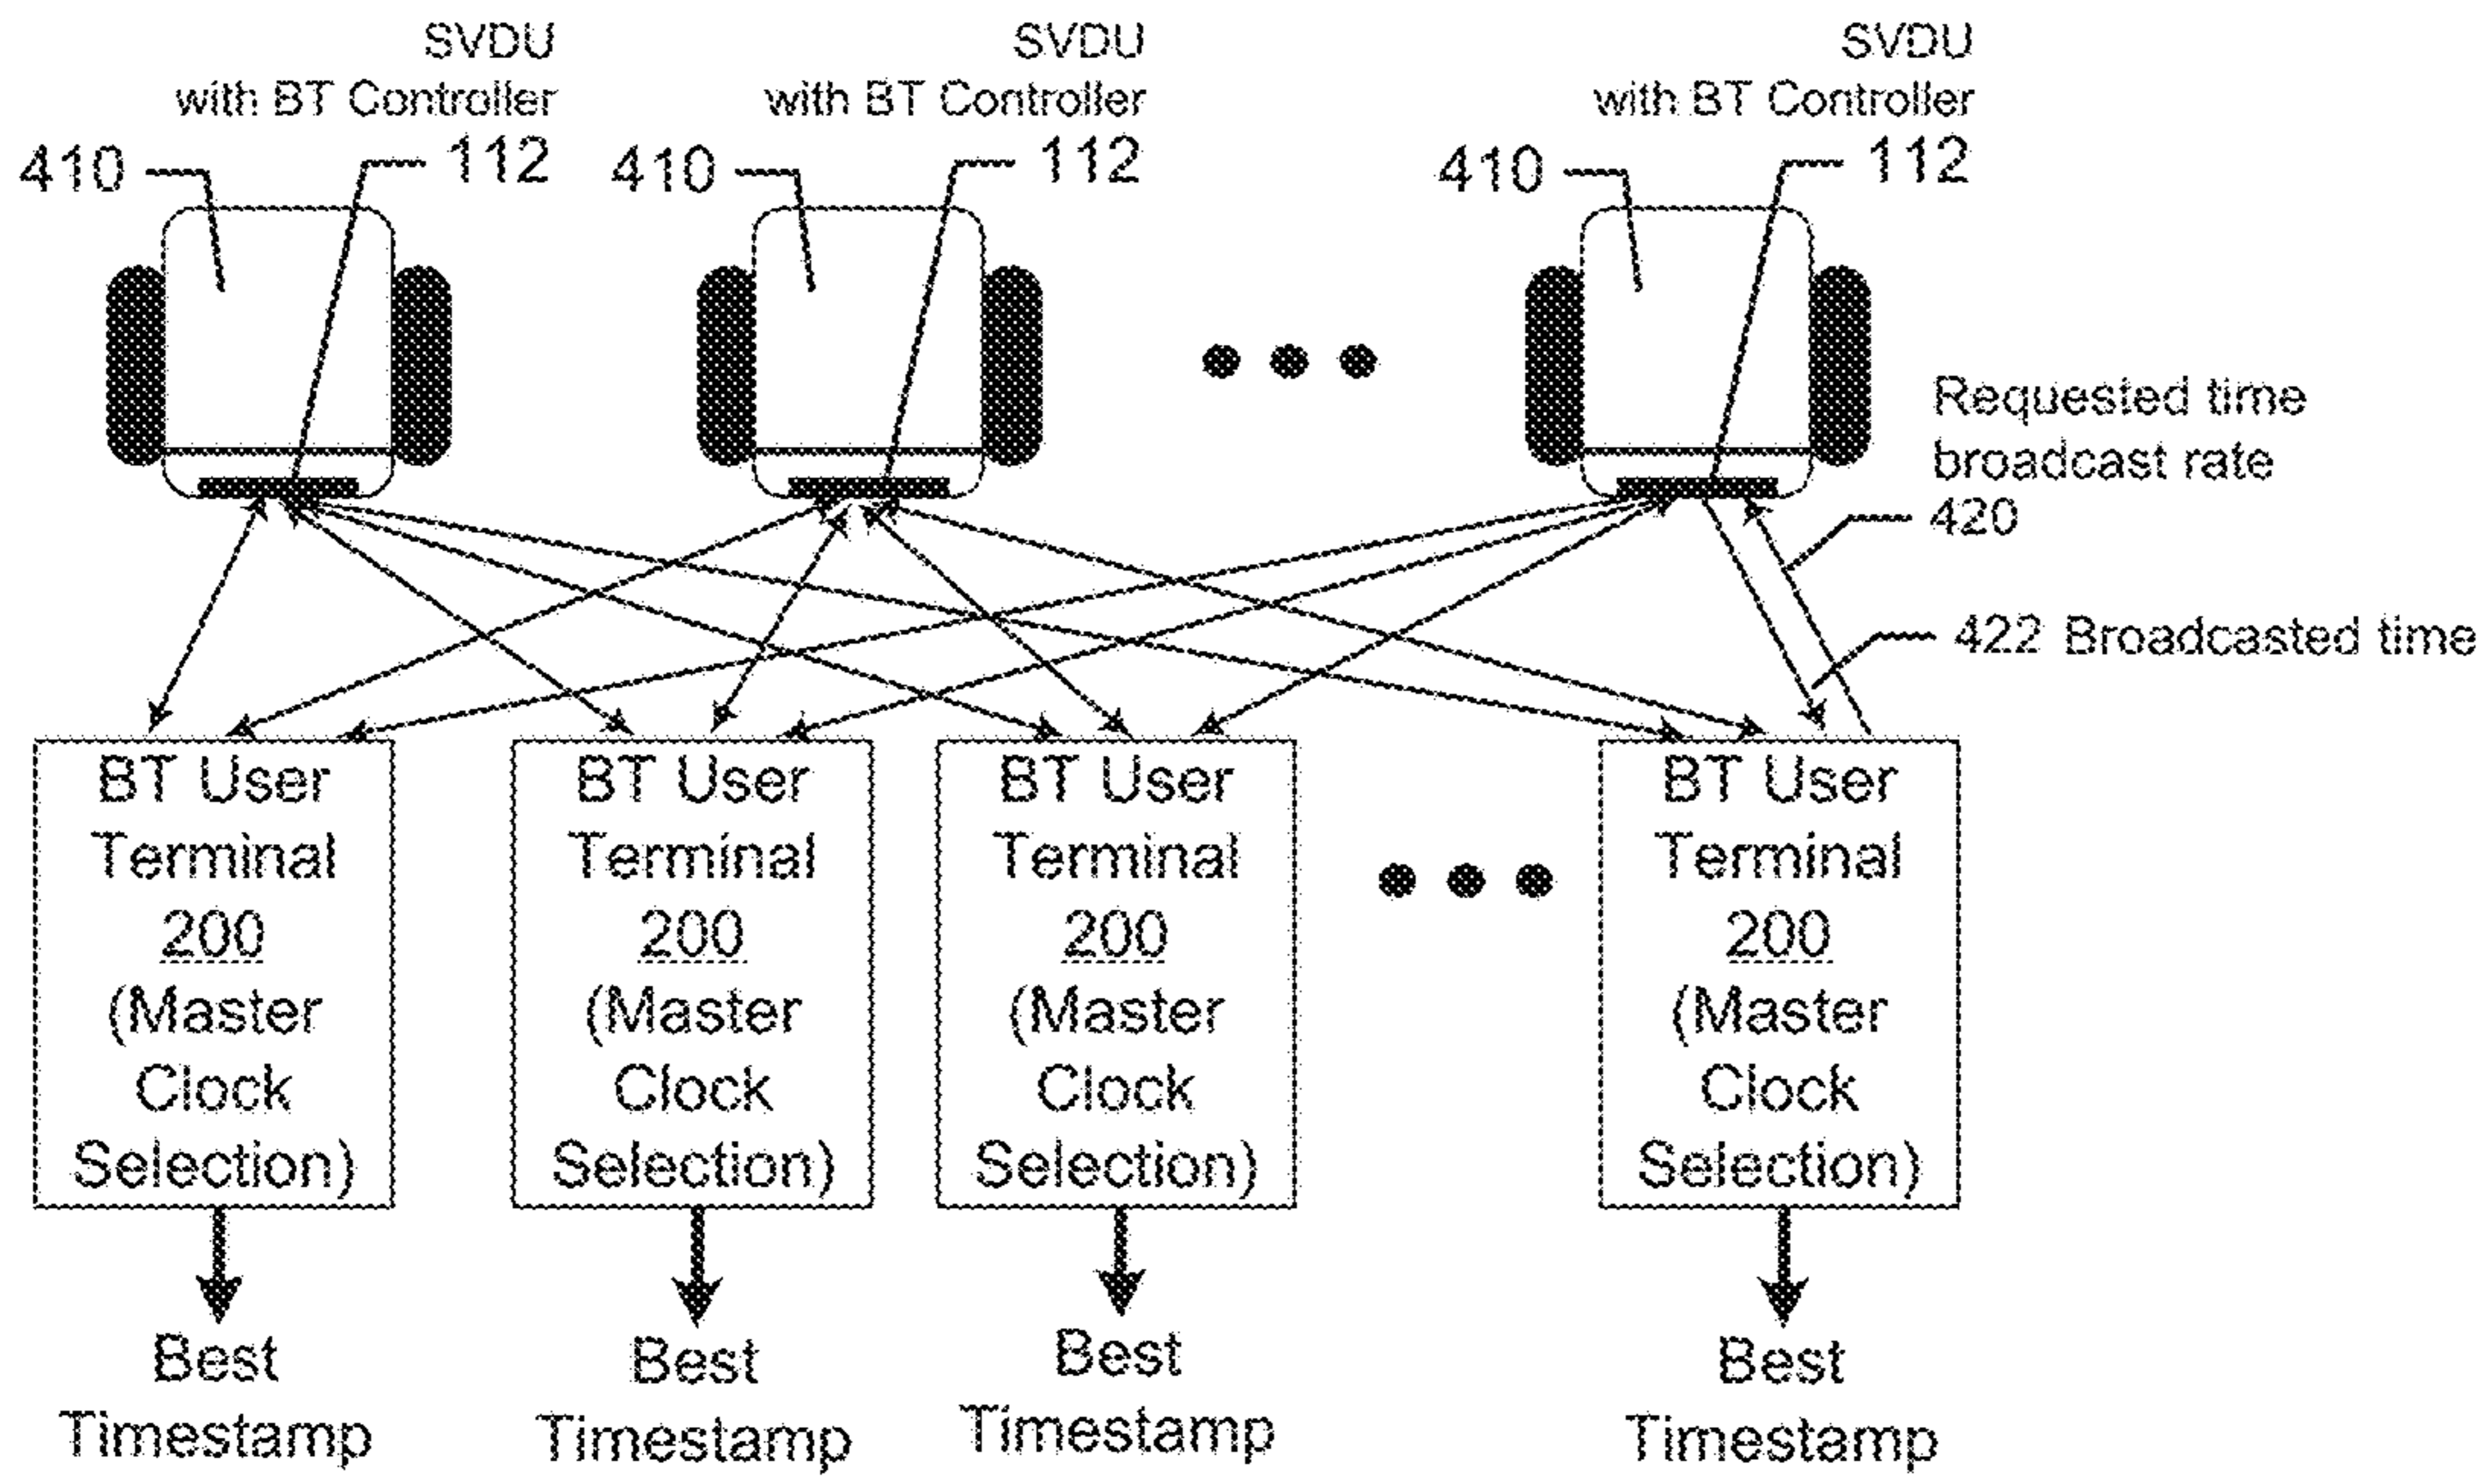 SVDU
with BT Controller
SVDU
with BT Controller
SVDU
with BT Controller
410
112
410
112
410
112
Requested time
broadcast rate
420
422 Broadcasted time
BT User
Terminal
200
(Master
Clock
Selection)
BT User
Terminal
200
(Master
Clock
Selection)
BT User
Terminal
200
(Master
Clock
Selection)
BT User
Terminal
200
(Master
Clock
Selection)
Best
Timestamp
Best
Timestamp
Best
Timestamp
Best
Timestamp